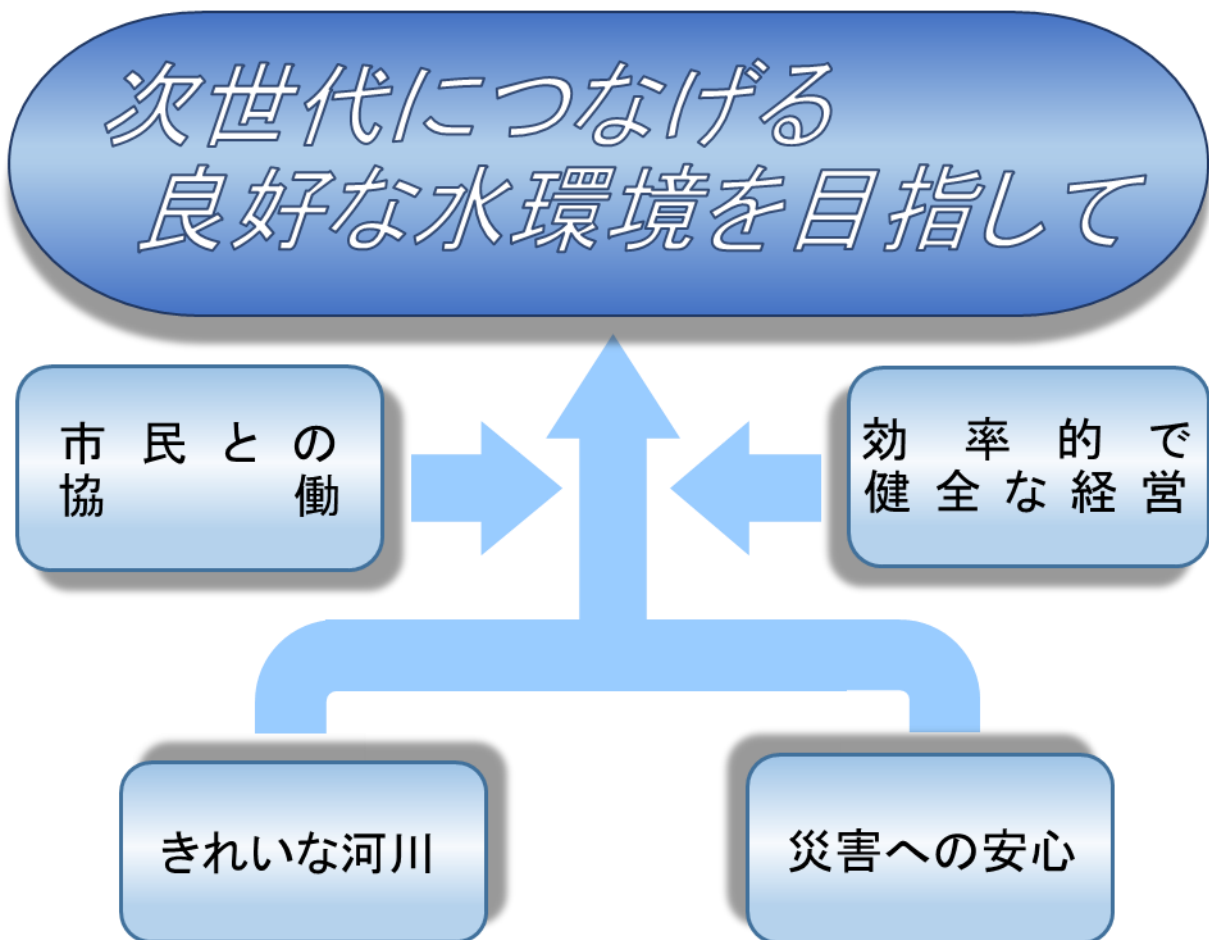 次世代につなげる
良好な水環境を目指して
市民との
協働
効率的で
健全な経営
きれいな河川
災害への安心